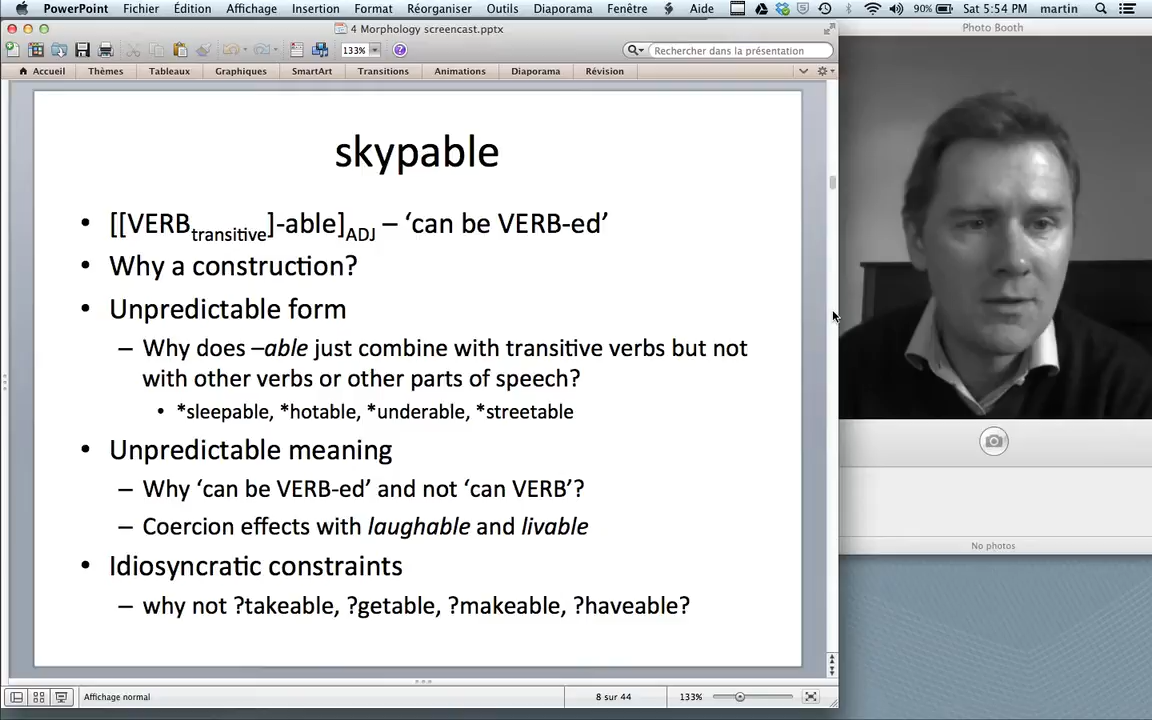 PowerPoint Fichier Édition Affichage Insertion Format Réorganiser Outils Diaporama Fenêtre Aide 90% Sat 5:54 PM martin
4 Morphology screencast.pptx
Photo Booth
133% Rechercher dans la présentation
Accueil Thèmes Tableaux Graphiques SmartArt Transitions Animations Diaporama Révision
skypable
• [[VERBtransitive]-able]ADJ – ‘can be VERB-ed’
• Why a construction?
• Unpredictable form
– Why does –able just combine with transitive verbs but not
with other verbs or other parts of speech?
• *sleepable, *hotable, *underable, *streetable
• Unpredictable meaning
– Why ‘can be VERB-ed’ and not ‘can VERB’?
– Coercion effects with laughable and livable
• Idiosyncratic constraints
– why not ?takeable, ?getable, ?makeable, ?haveable?
No photos
Affichage normal 8 sur 44 133%